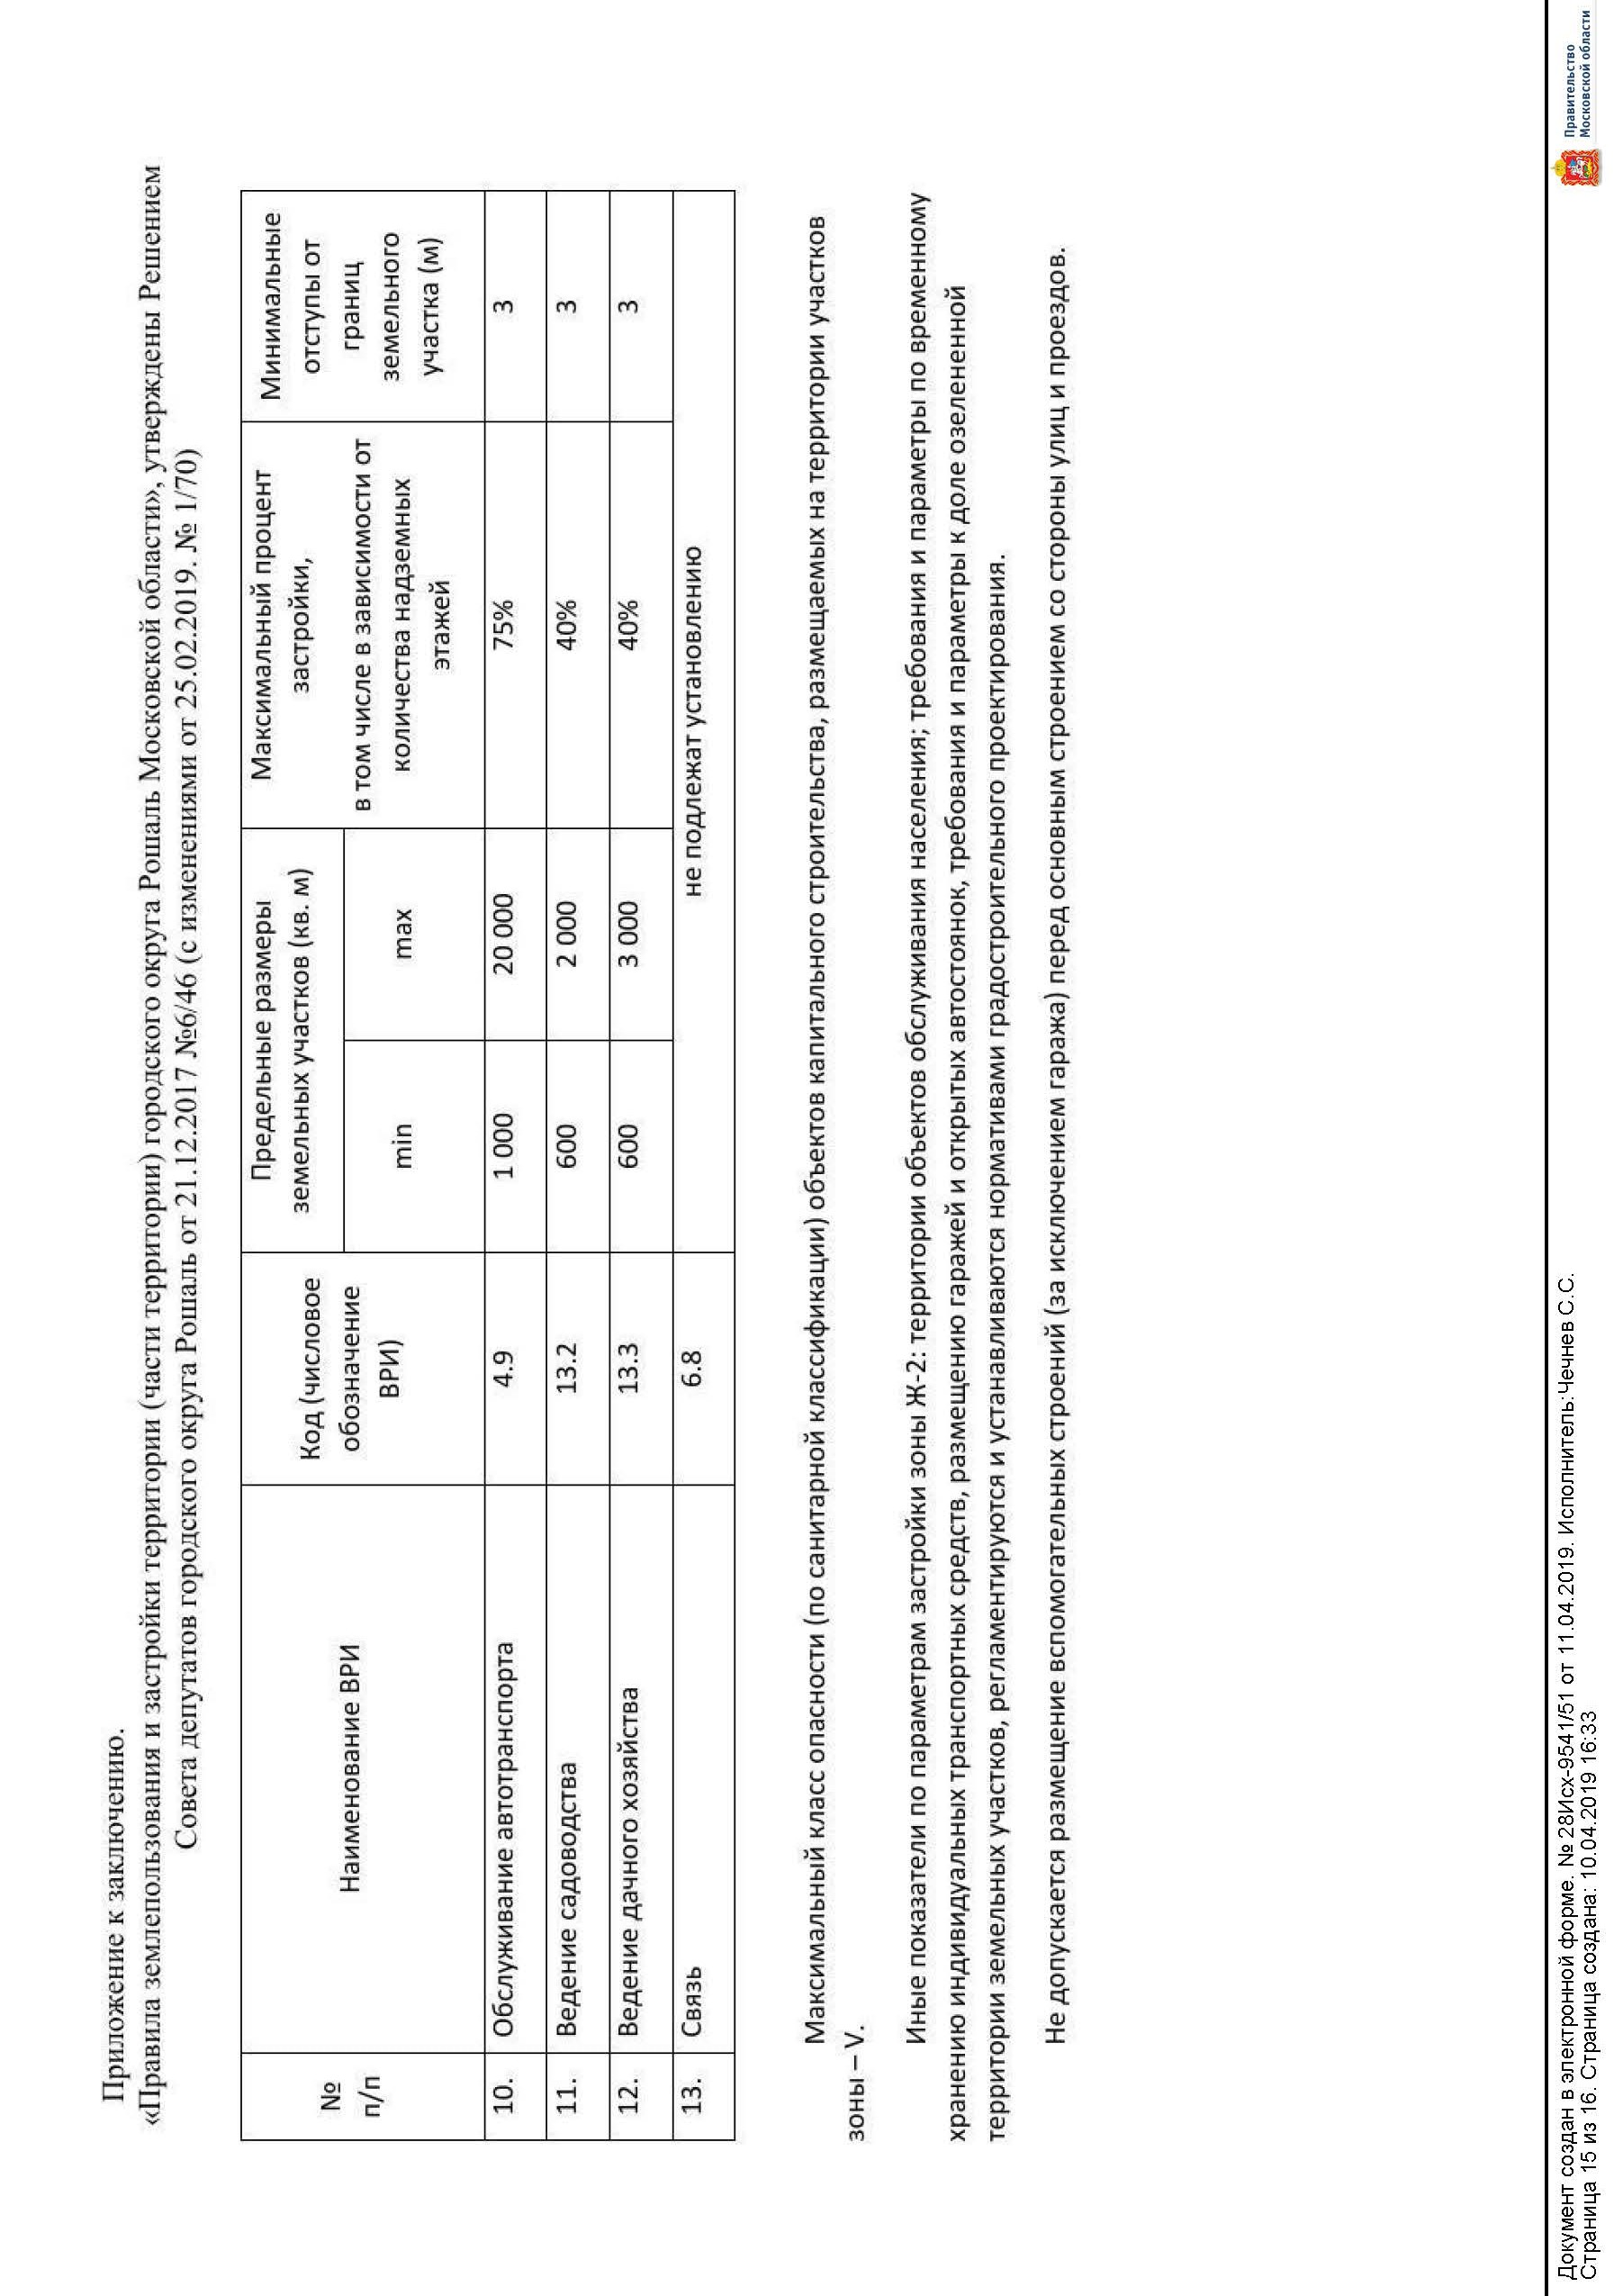 Приложение к заключению.
«Правила землепользования и застройки территории (части территории) городского округа Рошаль Московской области», утверждены Решением
Совета депутатов городского округа Рошаль от 21.12.2017 №6/46 (с изменениями от 25.02.2019. № 1/70)
№
п/п
Наименование ВРИ
Код (числовое
обозначение
ВРИ)
Предельные размеры
земельных участков (кв. м)
min
max
Максимальный процент
застройки,
в том числе в зависимости от
количества надземных
этажей
Минимальные
отступы от
границ
земельного
участка (м)
10. Обслуживание автотранспорта 4.9 1 000 20 000 75% 3
11. Ведение садоводства 13.2 600 2 000 40% 3
12. Ведение дачного хозяйства 13.3 600 3 000 40% 3
13. Связь 6.8 не подлежат установлению
Максимальный класс опасности (по санитарной классификации) объектов капитального строительства, размещаемых на территории участков
зоны – V.
Иные показатели по параметрам застройки зоны Ж-2: территории объектов обслуживания населения; требования и параметры по временному
хранению индивидуальных транспортных средств, размещению гаражей и открытых автостоянок, требования и параметры к доле озелененной
территории земельных участков, регламентируются и устанавливаются нормативами градостроительного проектирования.
Не допускается размещение вспомогательных строений (за исключением гаража) перед основным строением со стороны улиц и проездов.
Документ создан в электронной форме. № 28Исх-9541/51 от 11.04.2019. Исполнитель:Чечнев С.С.
Страница 15 из 16. Страница создана: 10.04.2019 16:33
Правительство
Московской области